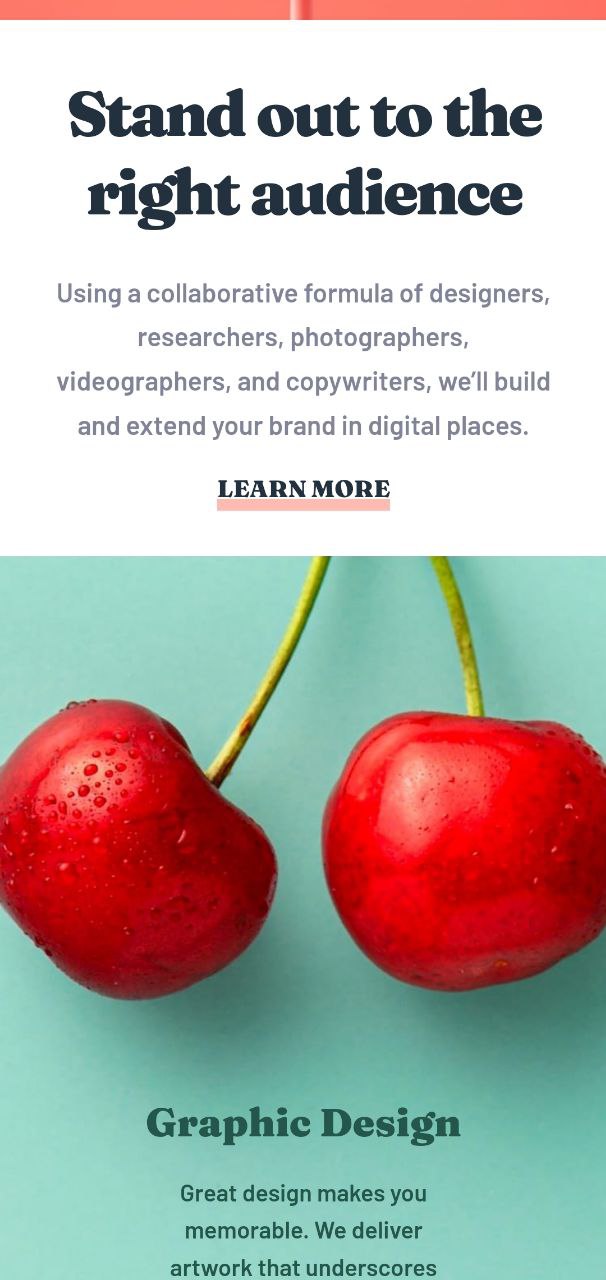 Stand out to the
right audience
Using a collaborative formula of designers,
researchers, photographers,
videographers, and copywriters, we’ll build
and extend your brand in digital places.
LEARN MORE
Graphic Design
Great design makes you
memorable. We deliver
artwork that underscores